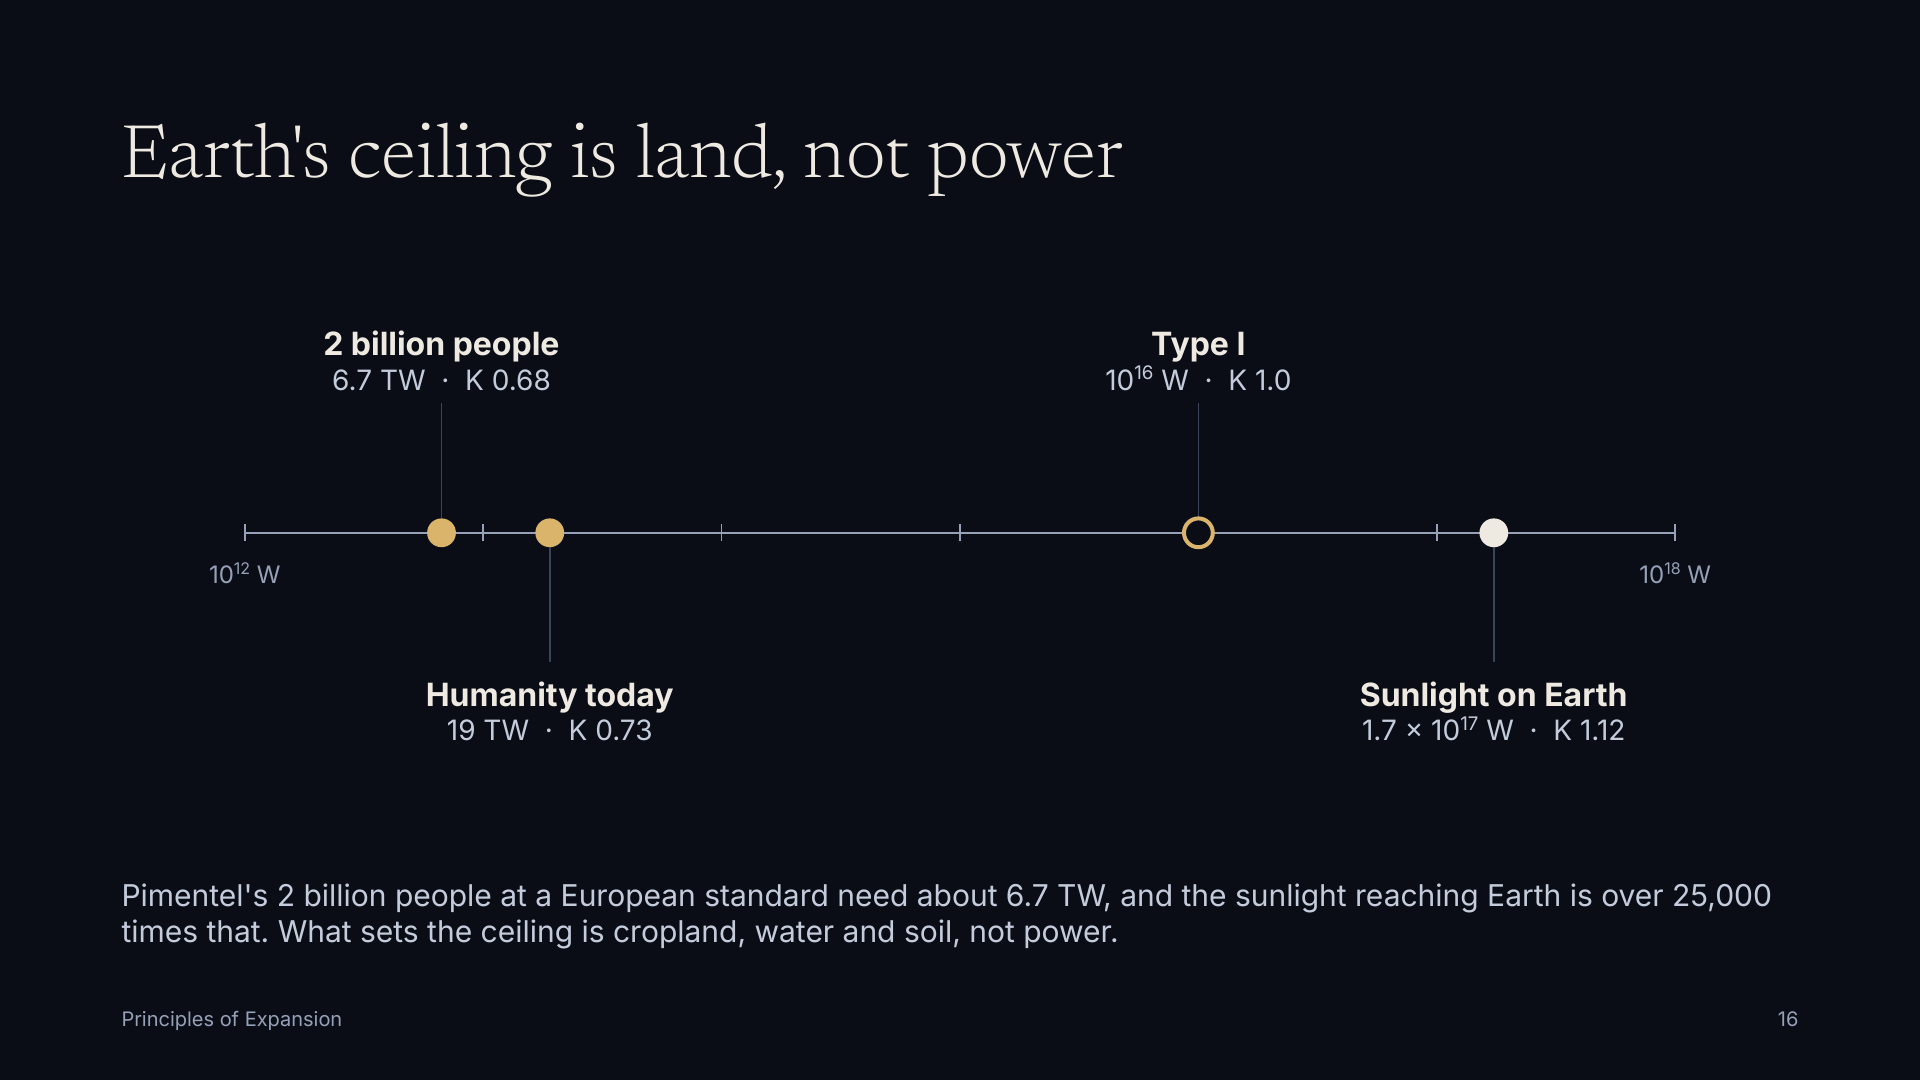 Earth's ceiling is land, not power
2 billion people
6.7 TW · K 0.68
Type I
10¹⁶ W · K 1.0
10¹² W
10¹⁸ W
Humanity today
19 TW · K 0.73
Sunlight on Earth
1.7 × 10¹⁷ W · K 1.12
Pimentel's 2 billion people at a European standard need about 6.7 TW, and the sunlight reaching Earth is over 25,000
times that. What sets the ceiling is cropland, water and soil, not power.
Principles of Expansion
16